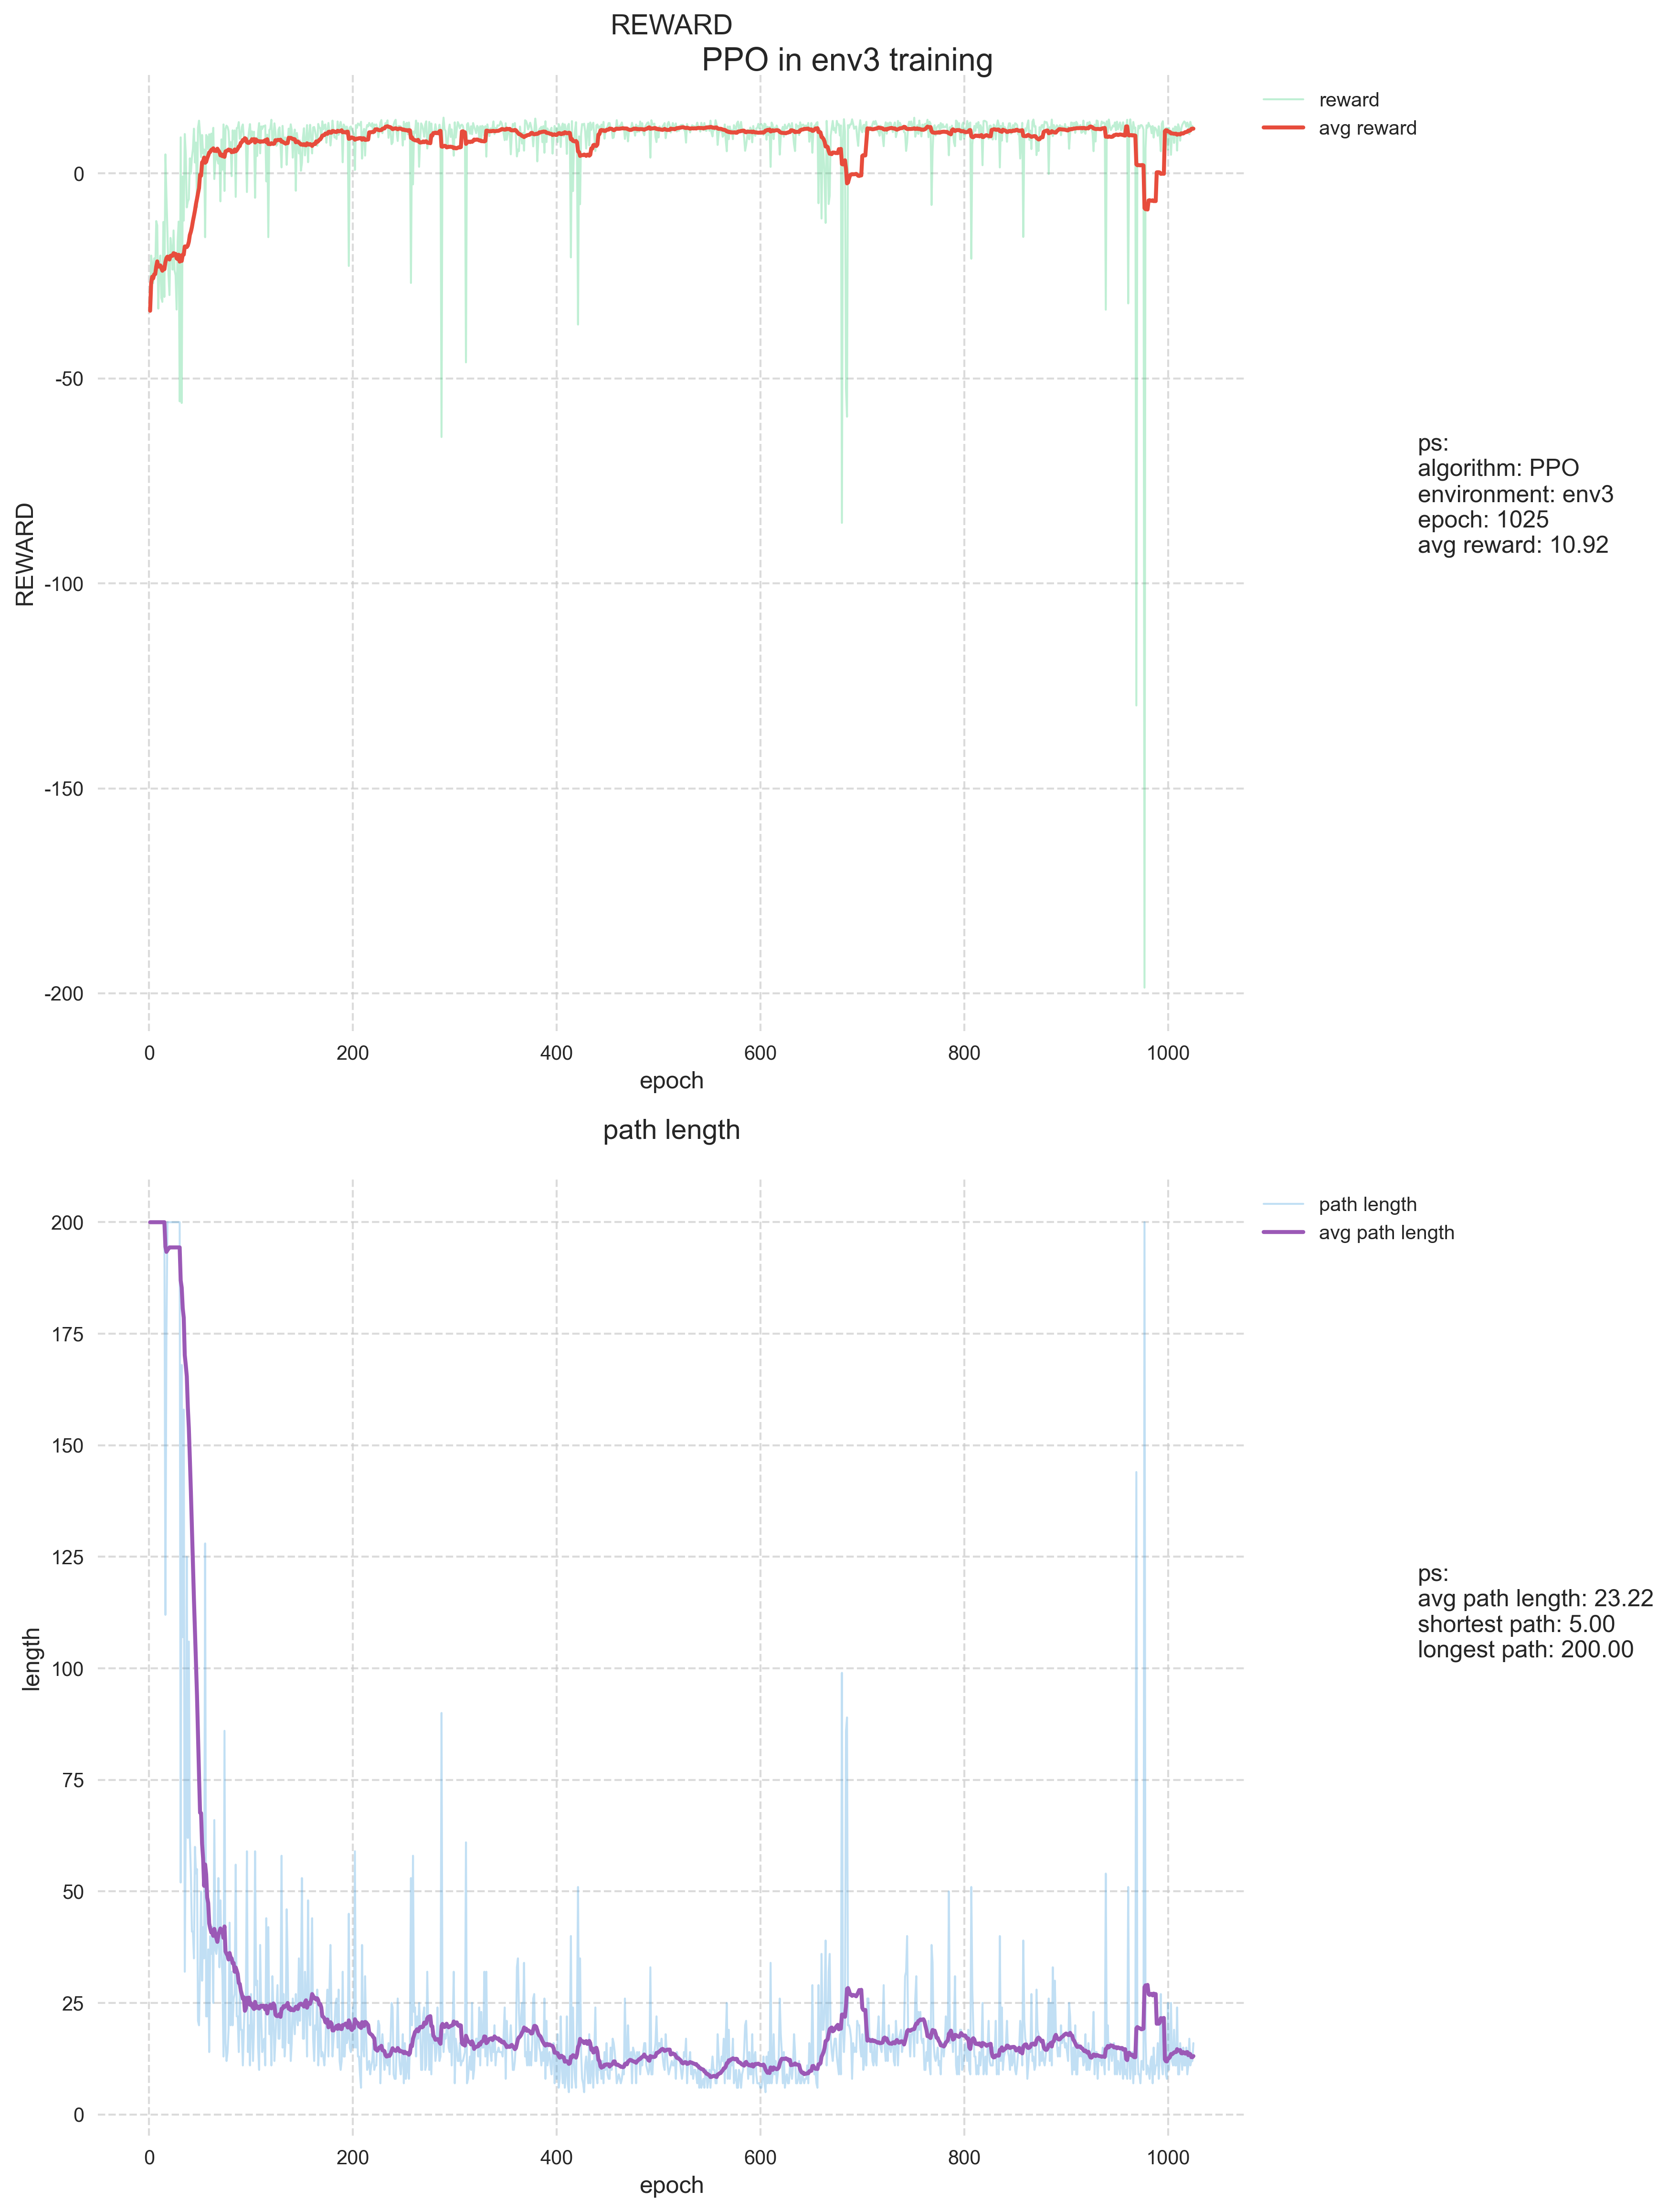 REWARD
PPO in env3 training
reward
avg reward
0
-50
-100
-150
-200
REWARD
ps:
algorithm: PPO
environment: env3
epoch: 1025
avg reward: 10.92
0 200 400 600 800 1000
epoch
path length
path length
avg path length
200
175
150
125
100
75
50
25
0
length
ps:
avg path length: 23.22
shortest path: 5.00
longest path: 200.00
0 200 400 600 800 1000
epoch